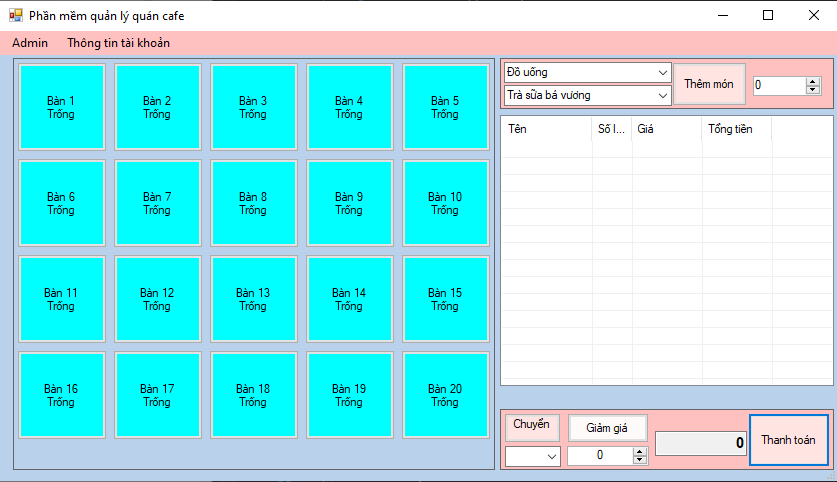 Phần mềm quản lý quán cafe
Admin Thông tin tài khoản
Bàn 1
Trống
Bàn 2
Trống
Bàn 3
Trống
Bàn 4
Trống
Bàn 5
Trống
Bàn 6
Trống
Bàn 7
Trống
Bàn 8
Trống
Bàn 9
Trống
Bàn 10
Trống
Bàn 11
Trống
Bàn 12
Trống
Bàn 13
Trống
Bàn 14
Trống
Bàn 15
Trống
Bàn 16
Trống
Bàn 17
Trống
Bàn 18
Trống
Bàn 19
Trống
Bàn 20
Trống
Đồ uống
Trà sữa bá vương
Thêm món
0
Tên Số l... Giá Tổng tiền
Chuyển
Giảm giá
0
0
Thanh toán